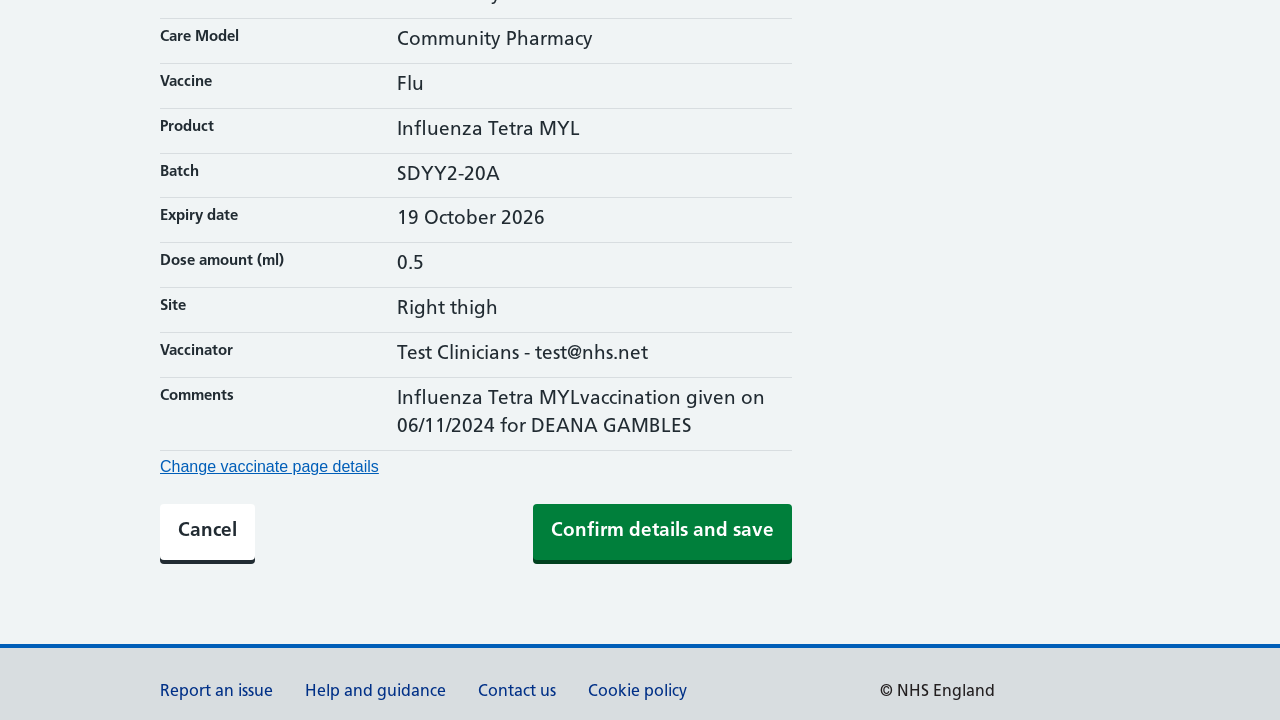 Care Model Community Pharmacy
Vaccine Flu
Product Influenza Tetra MYL
Batch SDYY2-20A
Expiry date 19 October 2026
Dose amount (ml) 0.5
Site Right thigh
Vaccinator Test Clinicians - test@nhs.net
Comments Influenza Tetra MYLvaccination given on
06/11/2024 for DEANA GAMBLES
Change vaccinate page details
Cancel Confirm details and save
Report an issue Help and guidance Contact us Cookie policy © NHS England